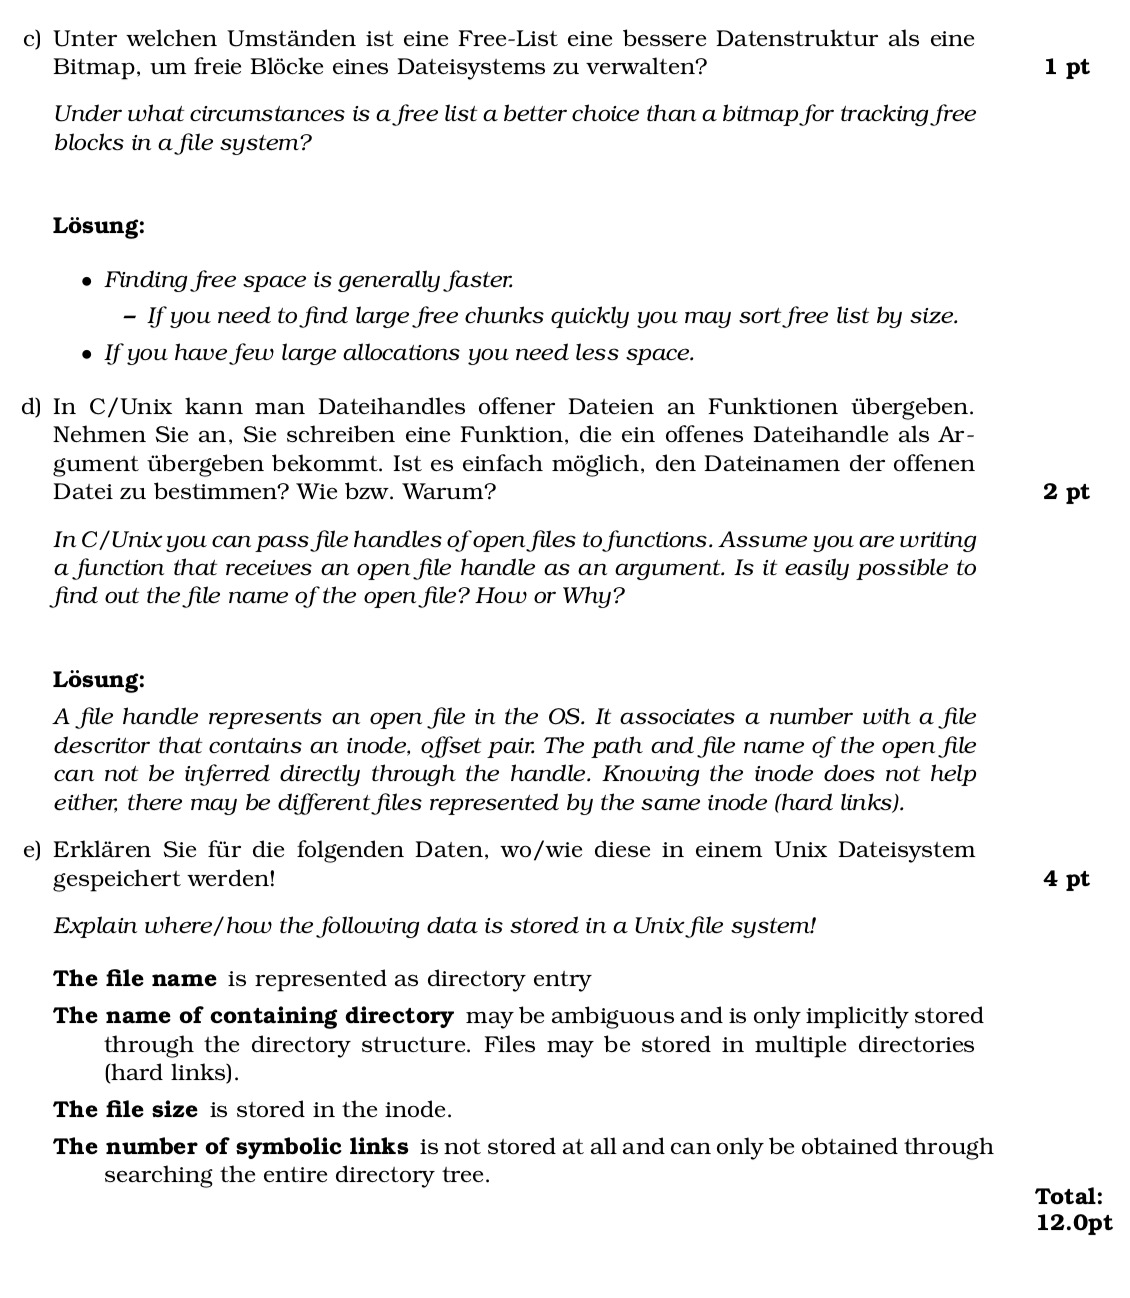 c) Unter welchen Umständen ist eine Free-List eine bessere Datenstruktur als eine
Bitmap, um freie Blöcke eines Dateisystems zu verwalten? 1 pt
Under what circumstances is a free list a better choice than a bitmap for tracking free
blocks in a file system?
Lösung:
• Finding free space is generally faster.
– If you need to find large free chunks quickly you may sort free list by size.
• If you have few large allocations you need less space.
d) In C/Unix kann man Dateihandles offener Dateien an Funktionen übergeben.
Nehmen Sie an, Sie schreiben eine Funktion, die ein offenes Dateihandle als Ar-
gument übergeben bekommt. Ist es einfach möglich, den Dateinamen der offenen
Datei zu bestimmen? Wie bzw. Warum? 2 pt
In C/Unix you can pass file handles of open files to functions. Assume you are writing
a function that receives an open file handle as an argument. Is it easily possible to
find out the file name of the open file? How or Why?
Lösung:
A file handle represents an open file in the OS. It associates a number with a file
descritor that contains an inode, offset pair. The path and file name of the open file
can not be inferred directly through the handle. Knowing the inode does not help
either, there may be different files represented by the same inode (hard links).
e) Erklären Sie für die folgenden Daten, wo/wie diese in einem Unix Dateisystem
gespeichert werden! 4 pt
Explain where/how the following data is stored in a Unix file system!
The file name is represented as directory entry
The name of containing directory may be ambiguous and is only implicitly stored
through the directory structure. Files may be stored in multiple directories
(hard links).
The file size is stored in the inode.
The number of symbolic links is not stored at all and can only be obtained through
searching the entire directory tree.
Total:
12.0pt